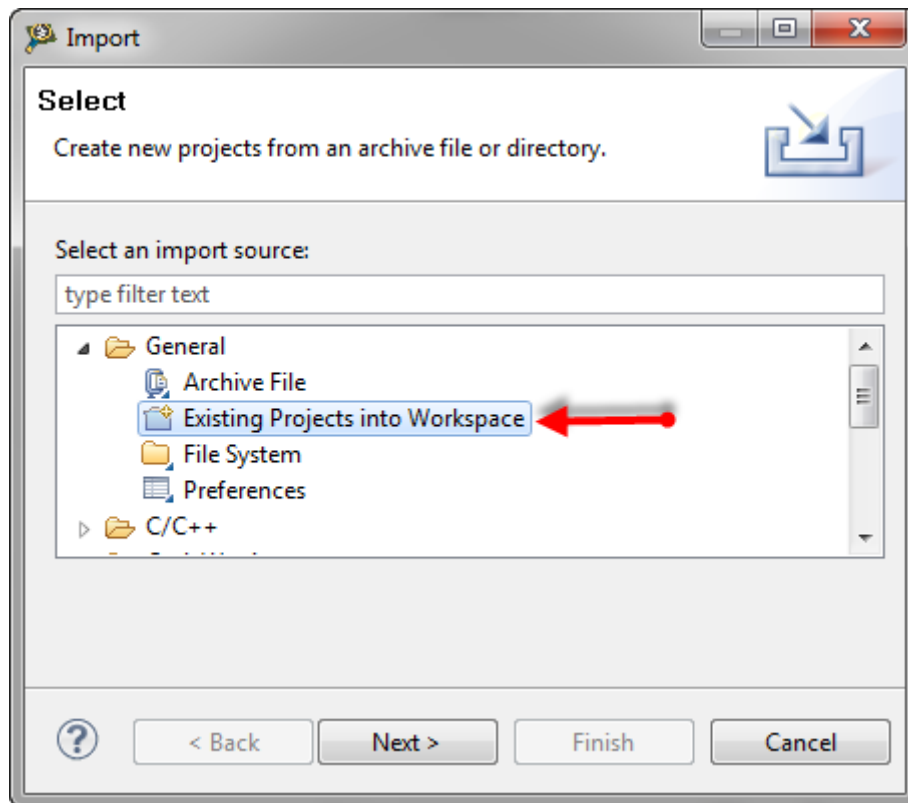 Import
Select
Create new projects from an archive file or directory.
Select an import source:
type filter text
General
Archive File
Existing Projects into Workspace
File System
Preferences
C/C++
? < Back Next > Finish Cancel